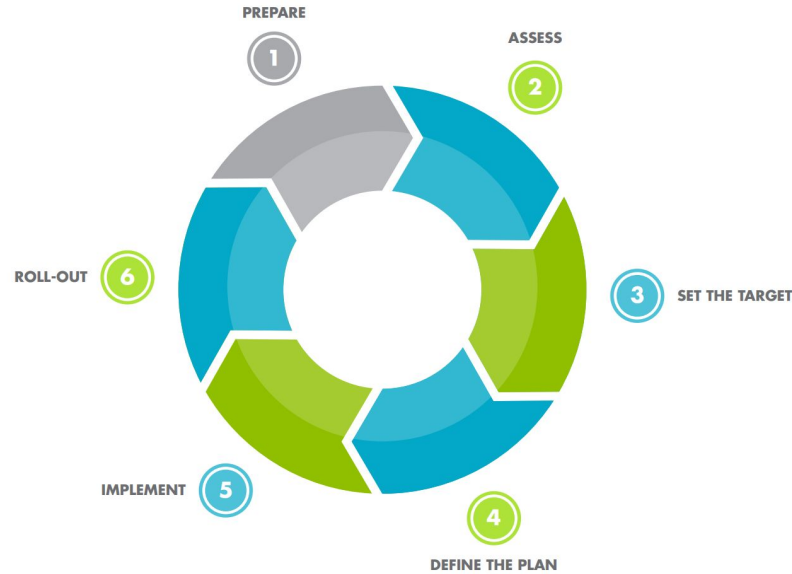 PREPARE
1
ASSESS
2
SET THE TARGET
3
DEFINE THE PLAN
4
IMPLEMENT
5
ROLL-OUT
6